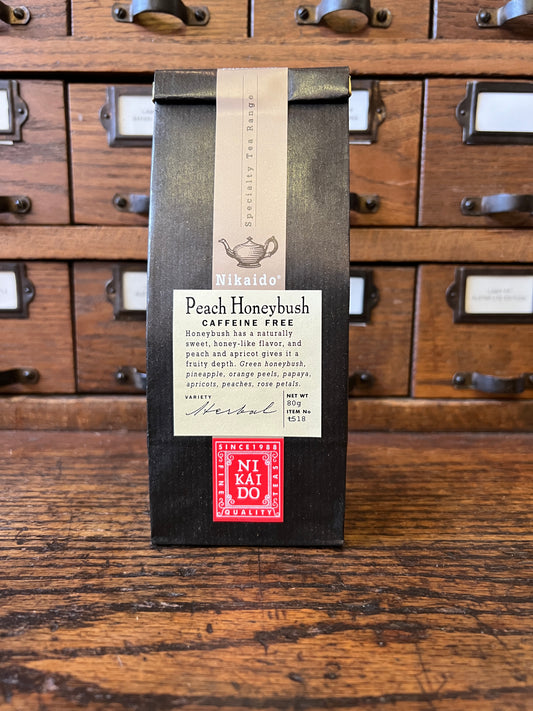 Specialty Tea Range
Nikaido®
Peach Honeybush
CAFFEINE FREE
Honeybush has a naturally
sweet, honey-like flavor, and
peach and apricot gives it a
fruity depth. Green honeybush,
pineapple, orange peels, papaya,
apricots, peaches, rose petals.
VARIETY
Herbal
NET WT
80g
ITEM No
t518
SINCE 1988
FINE
NI
KAI
DO
TEAS
QUALITY